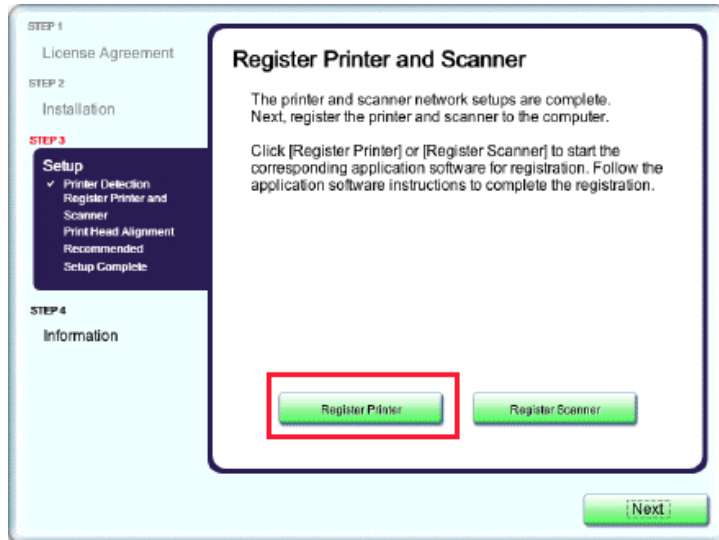 STEP 1
License Agreement
STEP 2
Installation
STEP 3
Setup
✓ Printer Detection
Register Printer and
Scanner
Print Head Alignment
Recommended
Setup Complete
STEP 4
Information
Register Printer and Scanner
The printer and scanner network setups are complete.
Next, register the printer and scanner to the computer.
Click [Register Printer] or [Register Scanner] to start the
corresponding application software for registration. Follow the
application software instructions to complete the registration.
Register Printer
Register Scanner
Next